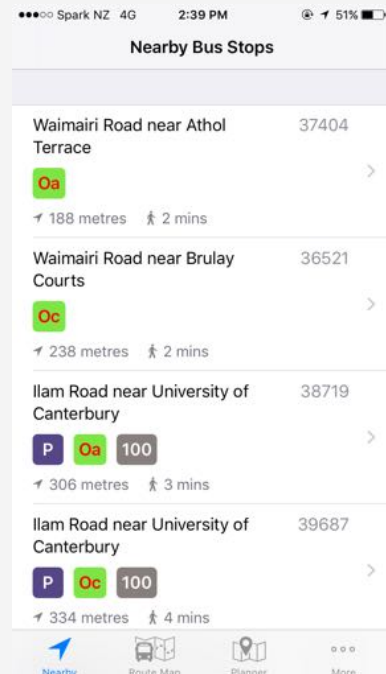 Spark NZ 4G 2:39 PM 51%
Nearby Bus Stops
Waimairi Road near Athol 37404
Terrace
Oa
188 metres 2 mins
Waimairi Road near Brulay 36521
Courts
Oc
238 metres 2 mins
Ilam Road near University of 38719
Canterbury
P Oa 100
306 metres 3 mins
Ilam Road near University of 39687
Canterbury
P Oc 100
334 metres 4 mins
Nearby Route Map Planner More